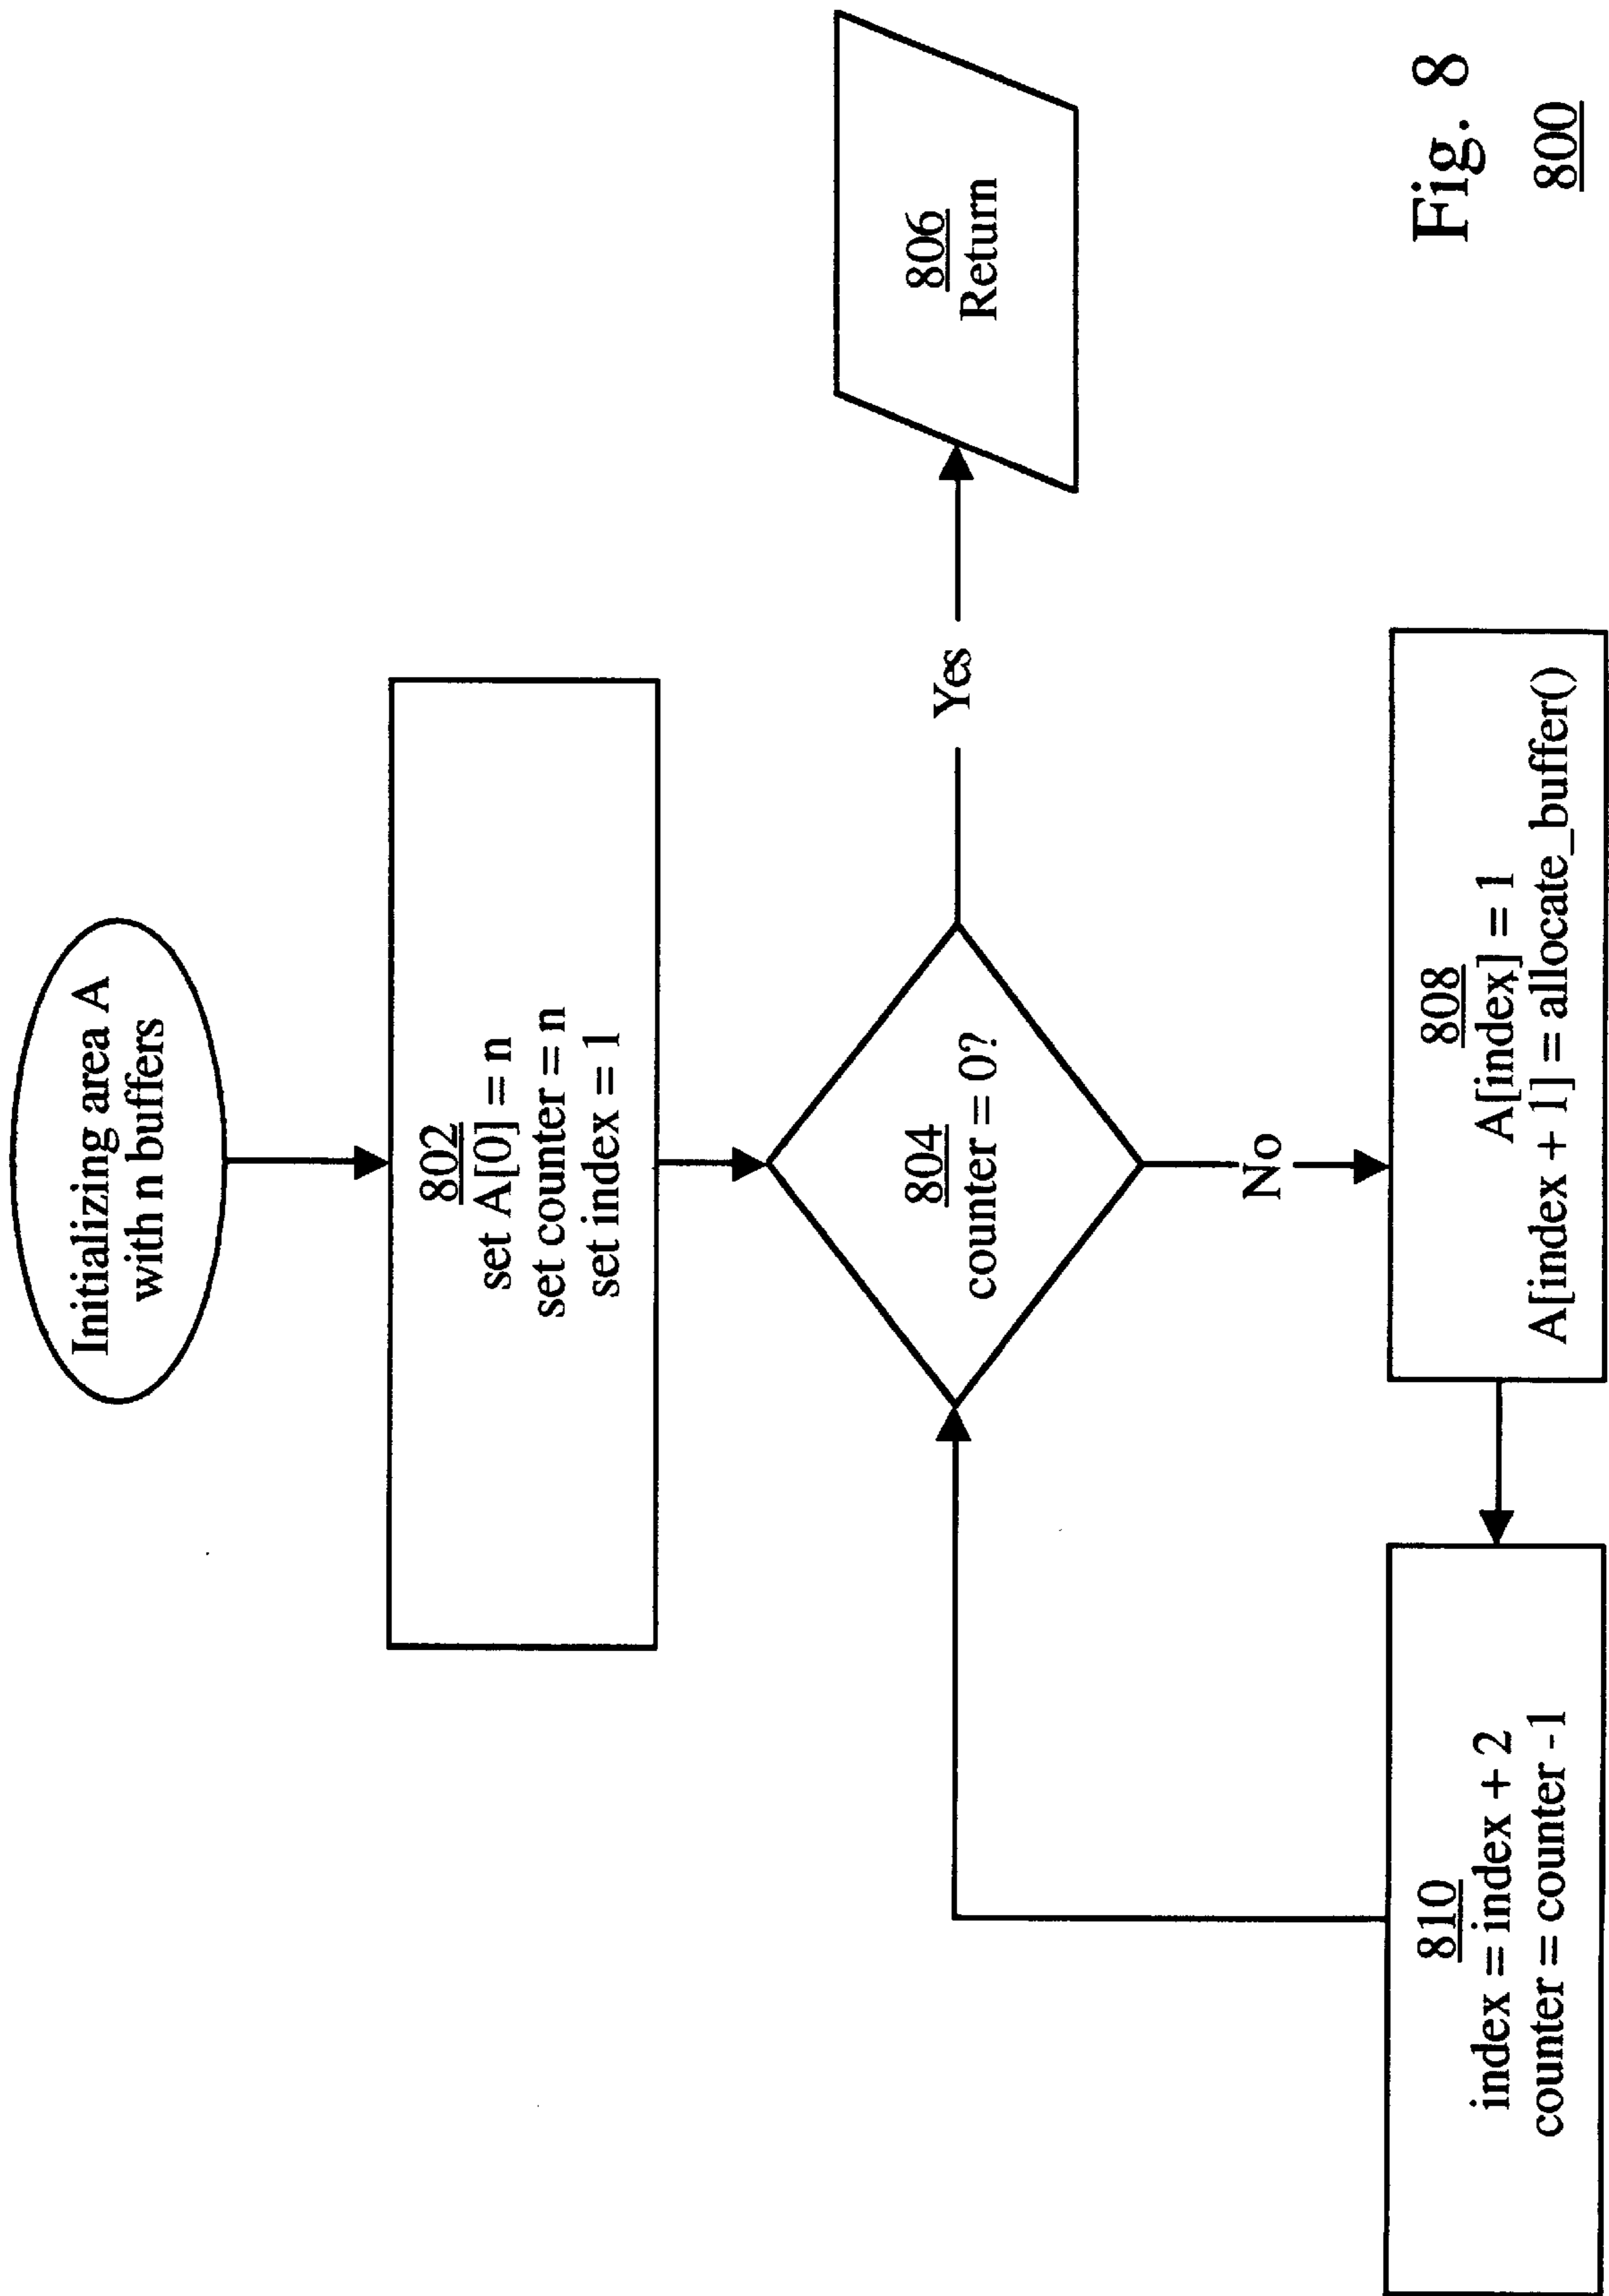 Initializing area A
with n buffers
802
set A[0] = n
set counter = n
set index = 1
804
counter = 0?
Yes
806
Return
No
808
A[index] = 1
A[index + 1] = allocate_buffer()
810
index = index + 2
counter = counter -1
Fig. 8
800